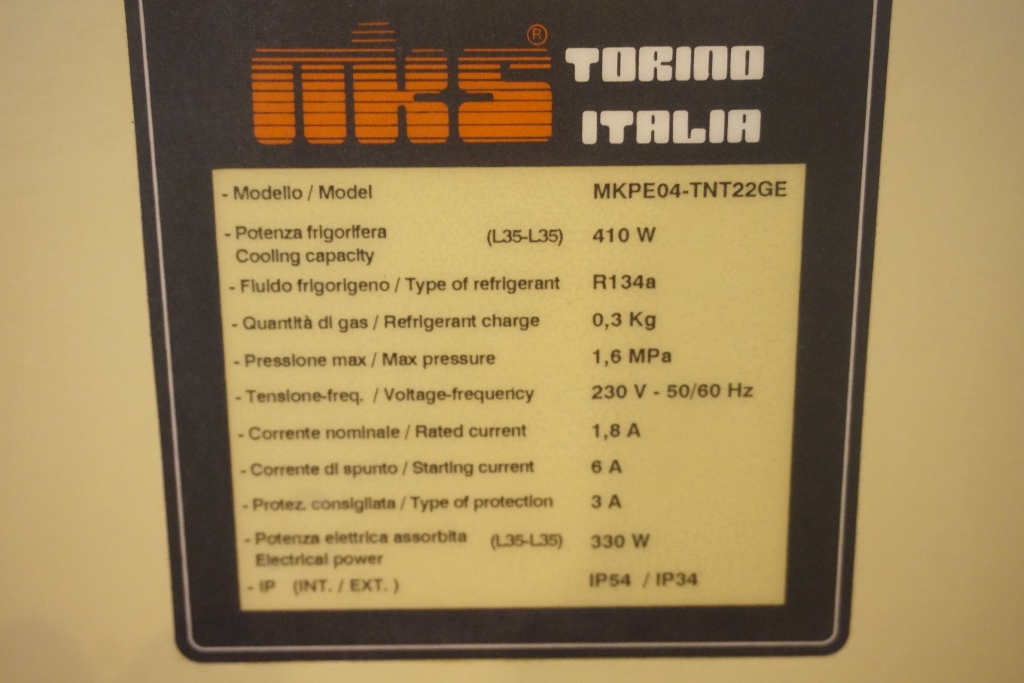 mks® TORINO
ITALIA
- Modello / Model MKPE04-TNT22GE
- Potenza frigorifera (L35-L35) 410 W
Cooling capacity
- Fluido frigorigeno / Type of refrigerant R134a
- Quantità di gas / Refrigerant charge 0,3 Kg
- Pressione max / Max pressure 1,6 MPa
- Tensione-freq. / Voltage-frequency 230 V - 50/60 Hz
- Corrente nominale / Rated current 1,8 A
- Corrente di spunto / Starting current 6 A
- Protez. consigliata / Type of protection 3 A
- Potenza elettrica assorbita (L35-L35) 330 W
Electrical power
- IP (INT. / EXT. ) IP54 / IP34